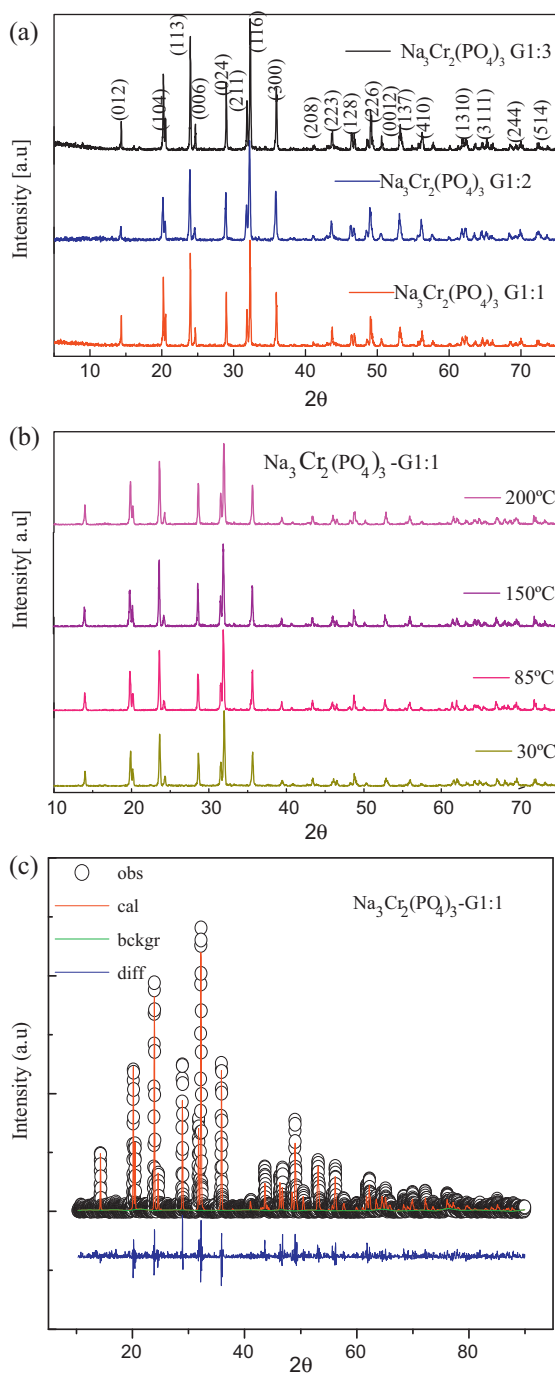 (a)
Na3Cr2(PO4)3 G1:3
(012)
(104)
(113)
(006)
(024)
(211)
(116)
(300)
(208)
(223)
(128)
(226)
(0012)
(137)
(410)
(1310)
(3111)
(244)
(514)
Na3Cr2(PO4)3 G1:2
Na3Cr2(PO4)3 G1:1
Intensity [a.u]
10 20 30 40 50 60 70
2θ
(b)
Na3Cr2(PO4)3 -G1:1
200ºC
150ºC
85ºC
30ºC
Intensity[ a.u]
10 20 30 40 50 60 70
2θ
(c)
obs
cal
bckgr
diff
Na3Cr2(PO4)3-G1:1
Intensity (a.u)
20 40 60 80
2θ